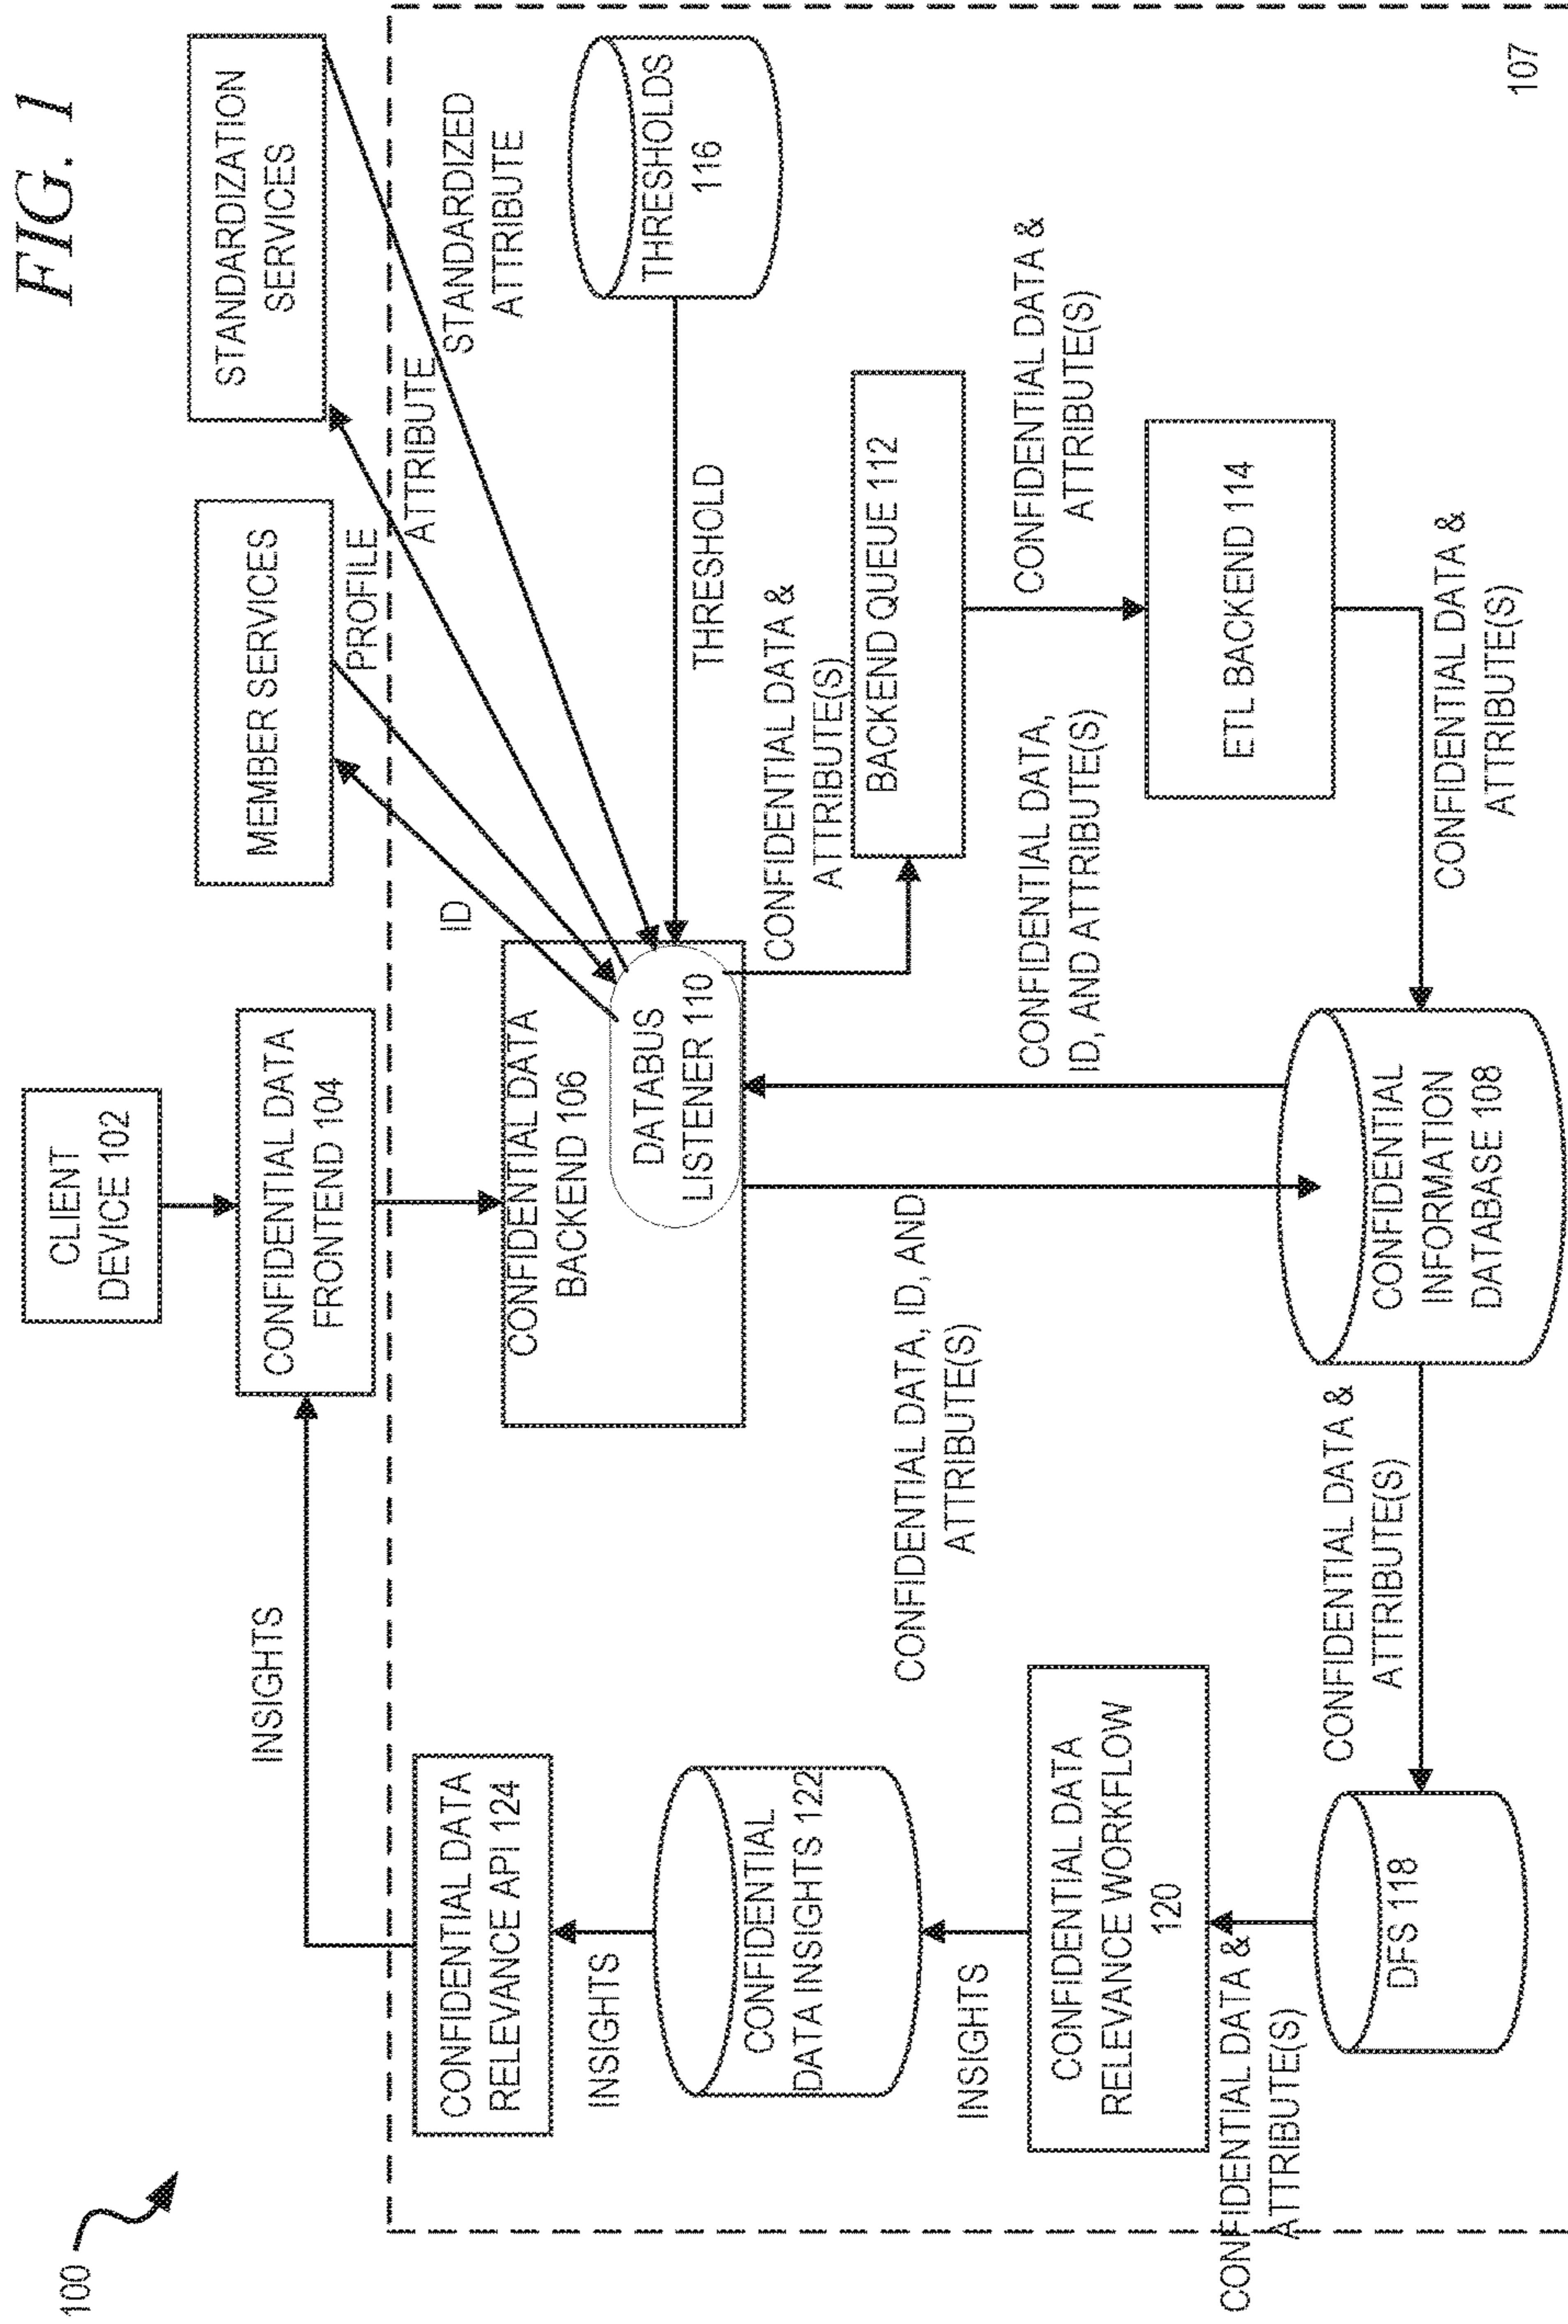 FIG. 1
100
CLIENT
DEVICE 102
INSIGHTS
CONFIDENTIAL DATA
FRONTEND 104
MEMBER SERVICES
STANDARDIZATION
SERVICES
ID
PROFILE
ATTRIBUTE
STANDARDIZED
ATTRIBUTE
CONFIDENTIAL DATA
RELEVANCE API 124
CONFIDENTIAL DATA
BACKEND 106
DATABUS
LISTENER 110
THRESHOLD
THRESHOLDS
116
INSIGHTS
CONFIDENTIAL
DATA INSIGHTS 122
CONFIDENTIAL DATA &
ATTRIBUTE(S)
BACKEND QUEUE 112
CONFIDENTIAL DATA, ID, AND
ATTRIBUTE(S)
CONFIDENTIAL DATA,
ID, AND ATTRIBUTE(S)
CONFIDENTIAL DATA &
ATTRIBUTE(S)
INSIGHTS
CONFIDENTIAL DATA
RELEVANCE WORKFLOW
120
ETL BACKEND 114
CONFIDENTIAL DATA &
ATTRIBUTE(S)
CONFIDENTIAL DATA &
ATTRIBUTE(S)
CONFIDENTIAL DATA &
ATTRIBUTE(S)
DFS 118
CONFIDENTIAL
INFORMATION
DATABASE 108
107